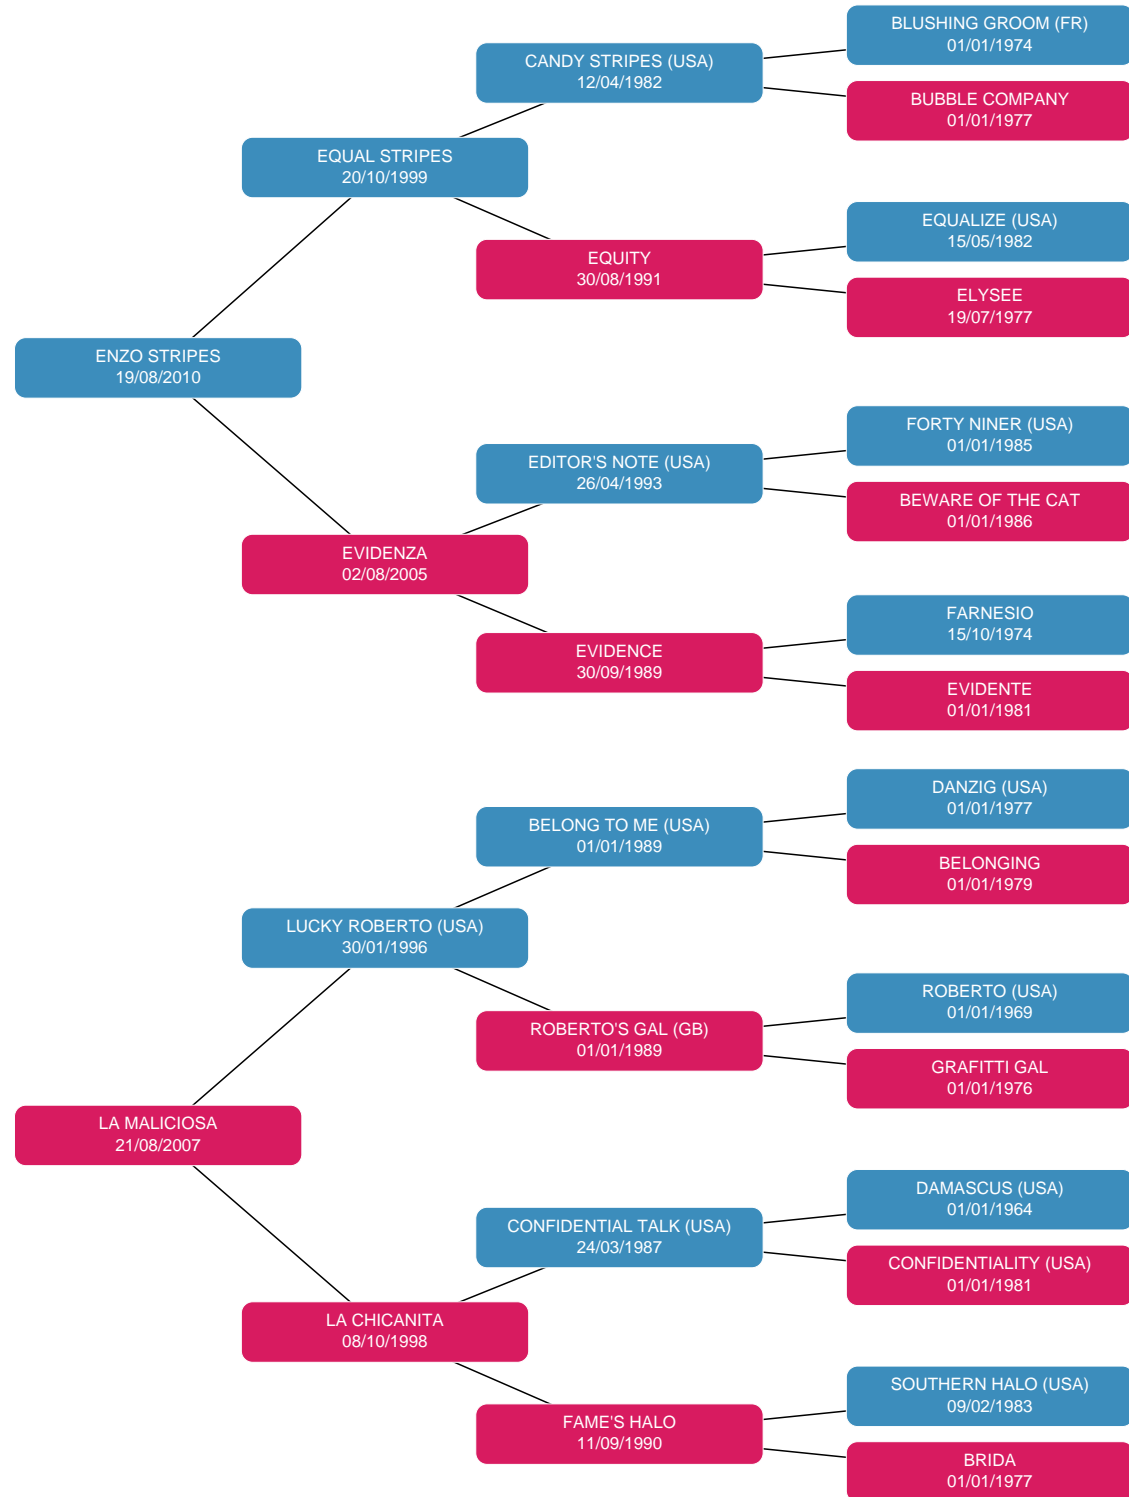 BLUSHING GROOM (FR)
01/01/1974
CANDY STRIPES (USA)
12/04/1982
BUBBLE COMPANY
01/01/1977
EQUAL STRIPES
20/10/1999
EQUALIZE (USA)
15/05/1982
EQUITY
30/08/1991
ELYSEE
19/07/1977
ENZO STRIPES
19/08/2010
FORTY NINER (USA)
01/01/1985
EDITOR'S NOTE (USA)
26/04/1993
BEWARE OF THE CAT
01/01/1986
EVIDENZA
02/08/2005
FARNESIO
15/10/1974
EVIDENCE
30/09/1989
EVIDENTE
01/01/1981
DANZIG (USA)
01/01/1977
BELONG TO ME (USA)
01/01/1989
BELONGING
01/01/1979
LUCKY ROBERTO (USA)
30/01/1996
ROBERTO (USA)
01/01/1969
ROBERTO'S GAL (GB)
01/01/1989
GRAFITTI GAL
01/01/1976
LA MALICIOSA
21/08/2007
DAMASCUS (USA)
01/01/1964
CONFIDENTIAL TALK (USA)
24/03/1987
CONFIDENTIALITY (USA)
01/01/1981
LA CHICANITA
08/10/1998
SOUTHERN HALO (USA)
09/02/1983
FAME'S HALO
11/09/1990
BRIDA
01/01/1977